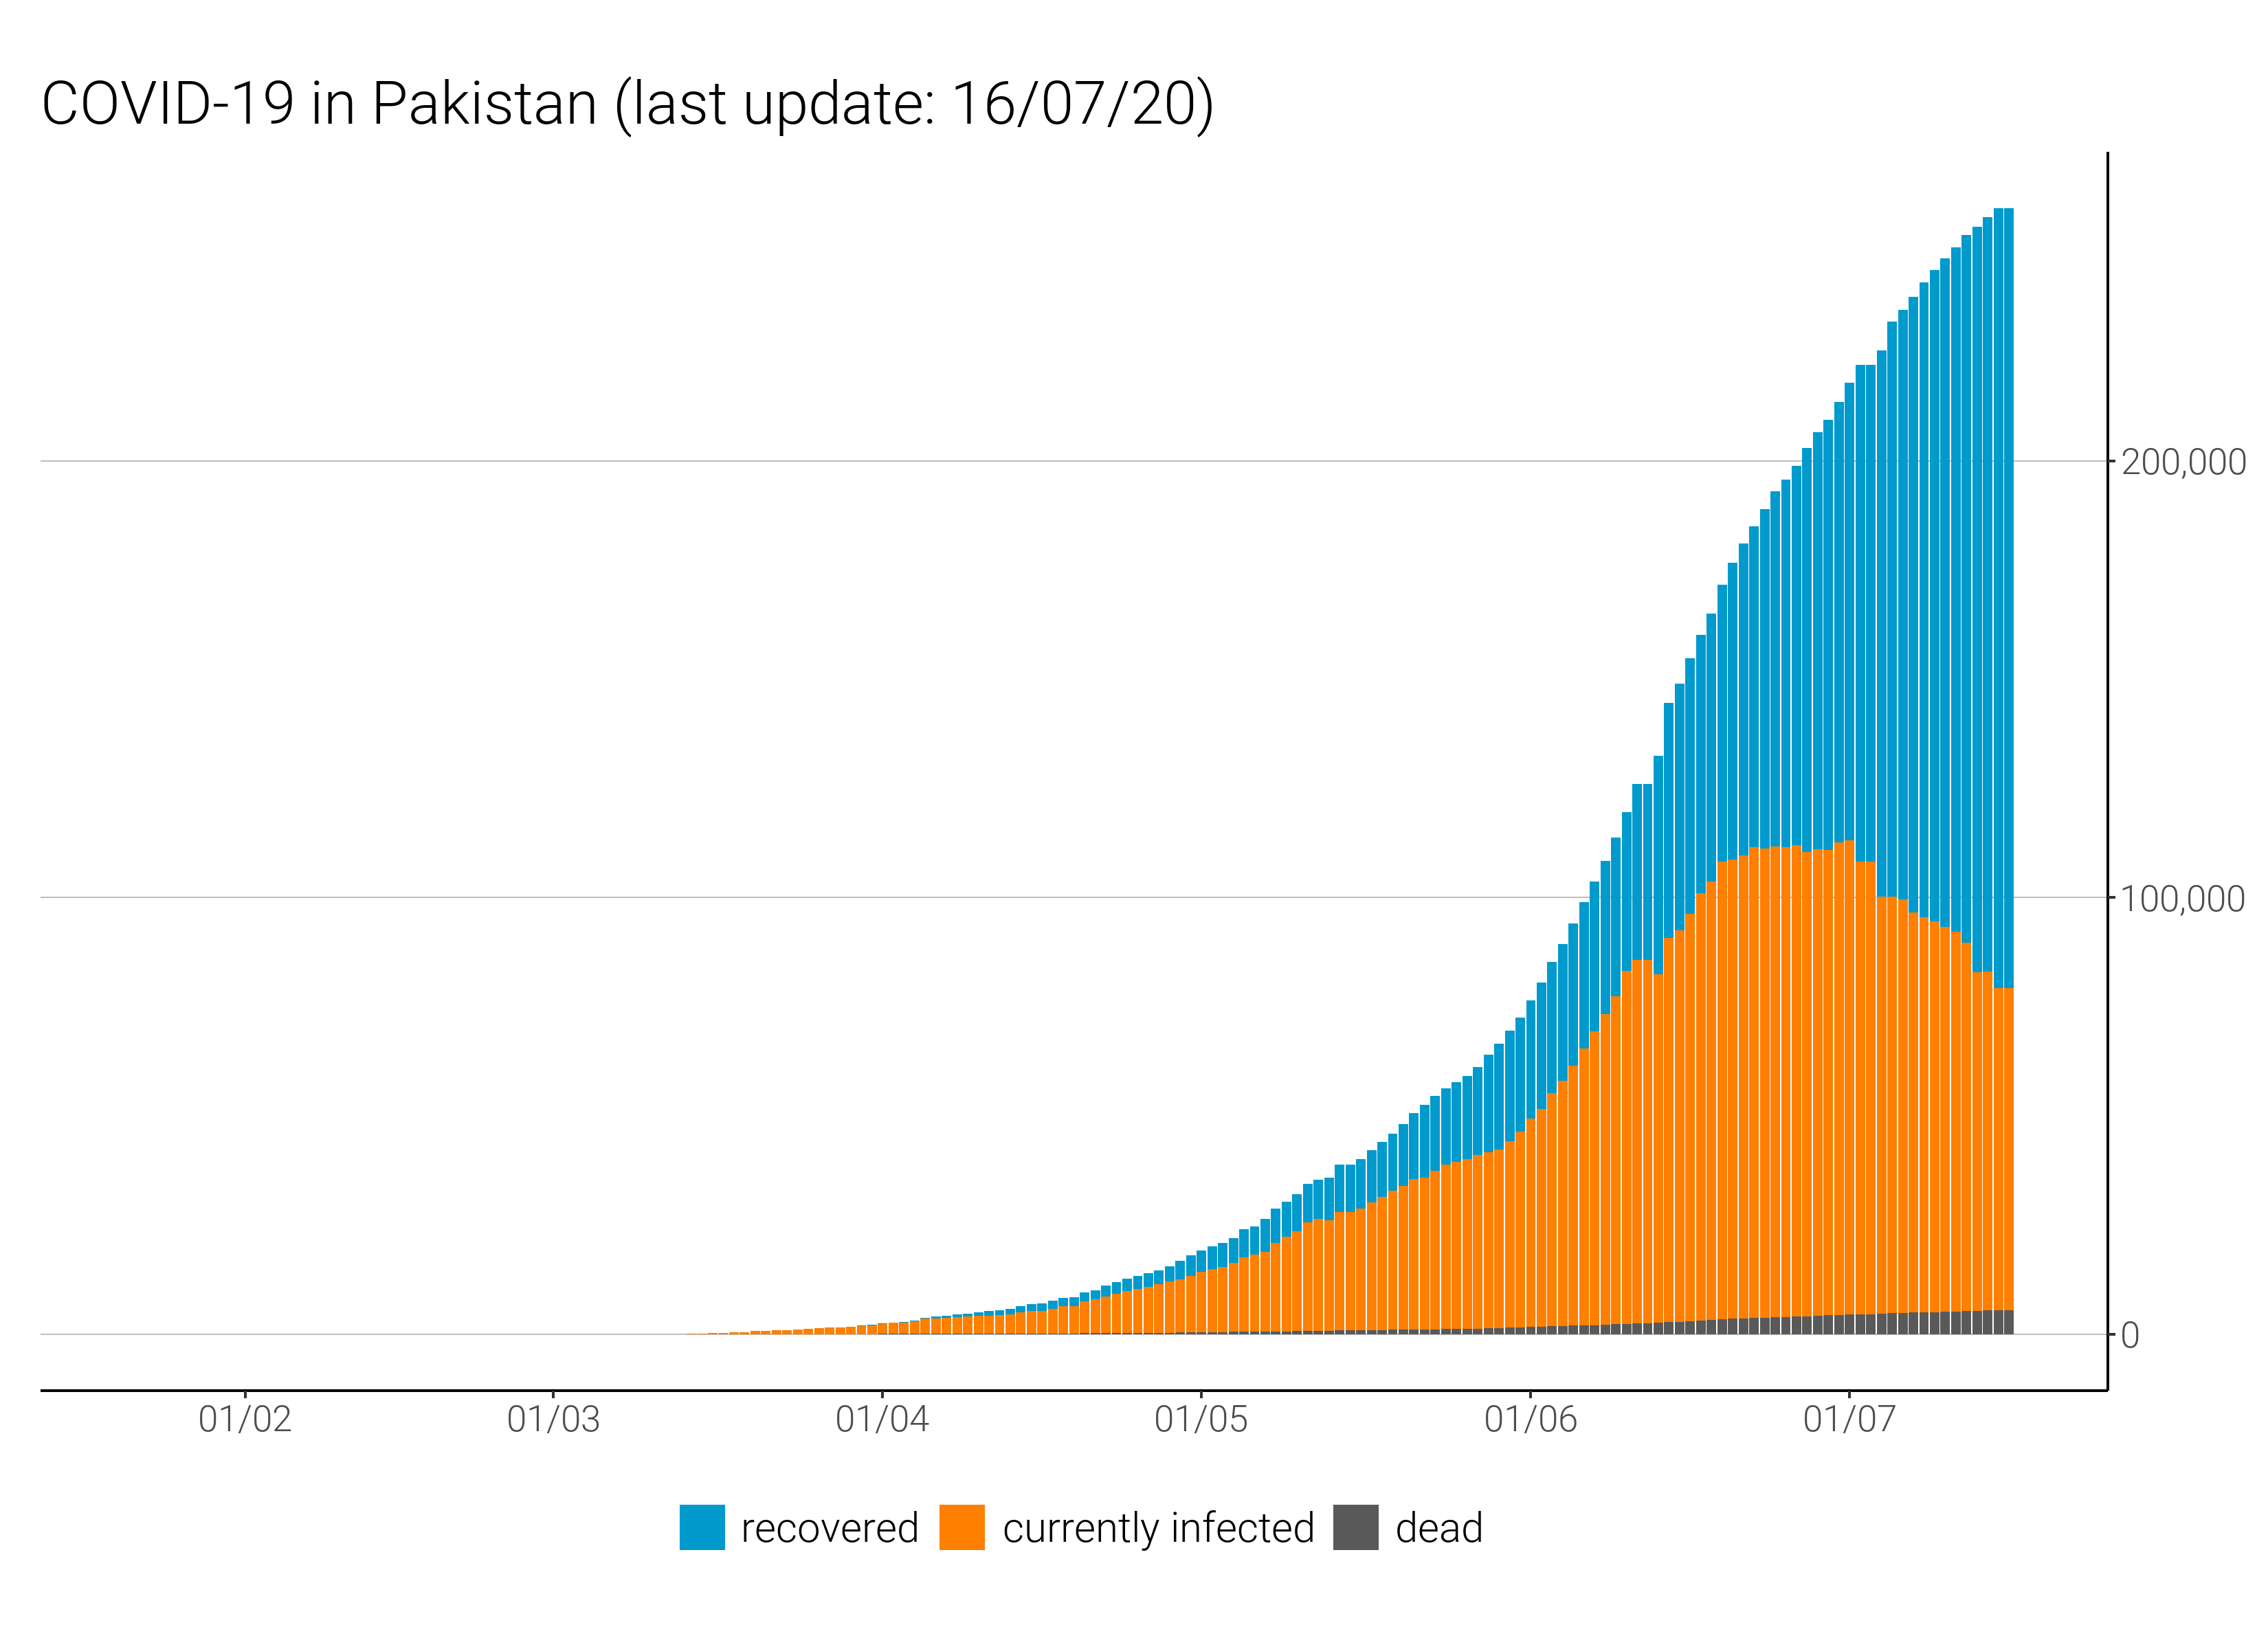 COVID-19 in Pakistan (last update: 16/07/20)
200,000
100,000
0
01/02 01/03 01/04 01/05 01/06 01/07
recovered currently infected dead